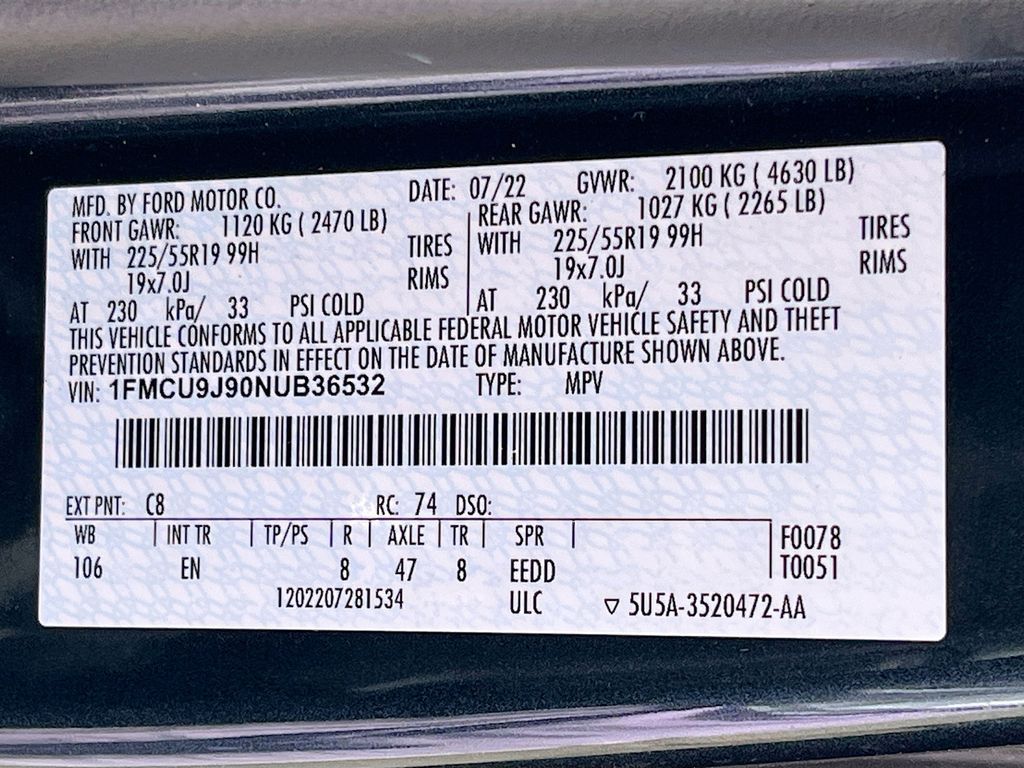 MFD. BY FORD MOTOR CO. DATE: 07/22 GVWR: 2100 KG ( 4630 LB)
FRONT GAWR: 1120 KG ( 2470 LB) REAR GAWR: 1027 KG ( 2265 LB)
WITH 225/55R19 99H TIRES WITH 225/55R19 99H TIRES
19x7.0J RIMS 19x7.0J RIMS
AT 230 kPa/ 33 PSI COLD AT 230 kPa/ 33 PSI COLD
THIS VEHICLE CONFORMS TO ALL APPLICABLE FEDERAL MOTOR VEHICLE SAFETY AND THEFT
PREVENTION STANDARDS IN EFFECT ON THE DATE OF MANUFACTURE SHOWN ABOVE.
VIN: 1FMCU9J90NUB36532 TYPE: MPV
EXT PNT: C8 RC: 74 DSO:
WB INT TR TP/PS R AXLE TR SPR F0078
106 EN 8 47 8 EEDD T0051
1202207281534 ULC ▽ 5U5A-3520472-AA